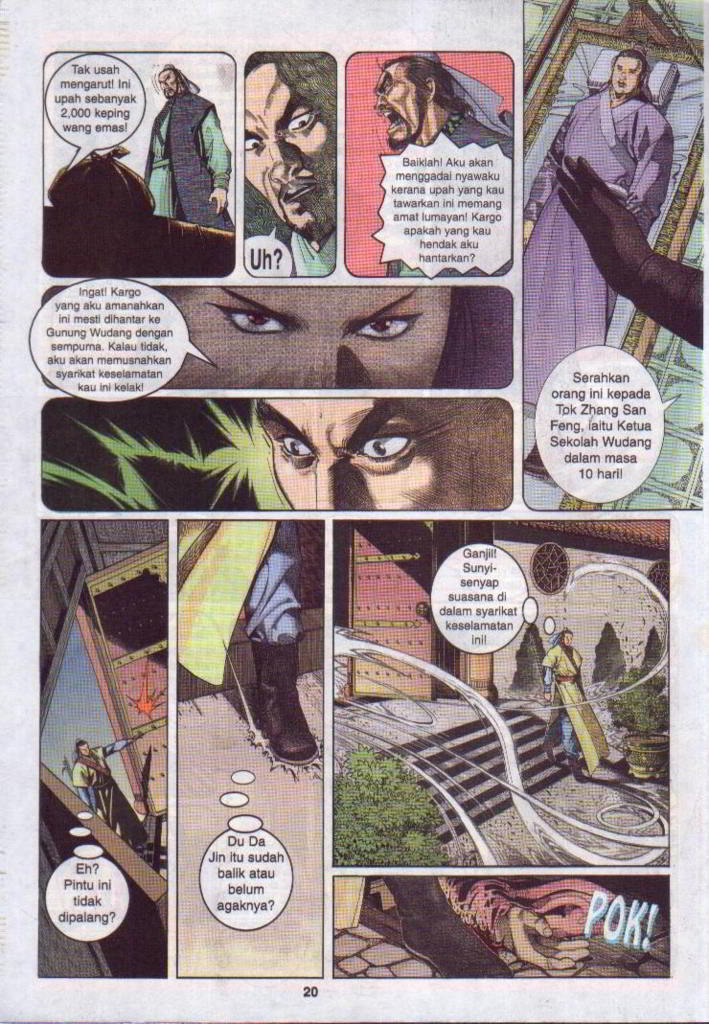 Tak usah
mengarut! Ini
upah sebanyak
2,000 keping
wang emas!
Uh?
Baiklah! Aku akan
menggadai nyawaku
kerana upah yang kau
tawarkan ini memang
amat lumayan! Kargo
apakah yang kau
hendak aku
hantarkan?
Ingat! Kargo
yang aku amanahkan
ini mesti dihantar ke
Gunung Wudang dengan
sempurna. Kalau tidak,
aku akan memusnahkan
syarikat keselamatan
kau ini kelak!
Serahkan
orang ini kepada
Tok Zhang San
Feng, iaitu Ketua
Sekolah Wudang
dalam masa
10 hari!
Eh?
Pintu ini
tidak
dipalang?
Du Da
Jin itu sudah
balik atau
belum
agaknya?
Ganjil!
Sunyi-
senyap
suasana di
dalam syarikat
keselamatan
ini!
POK!
20